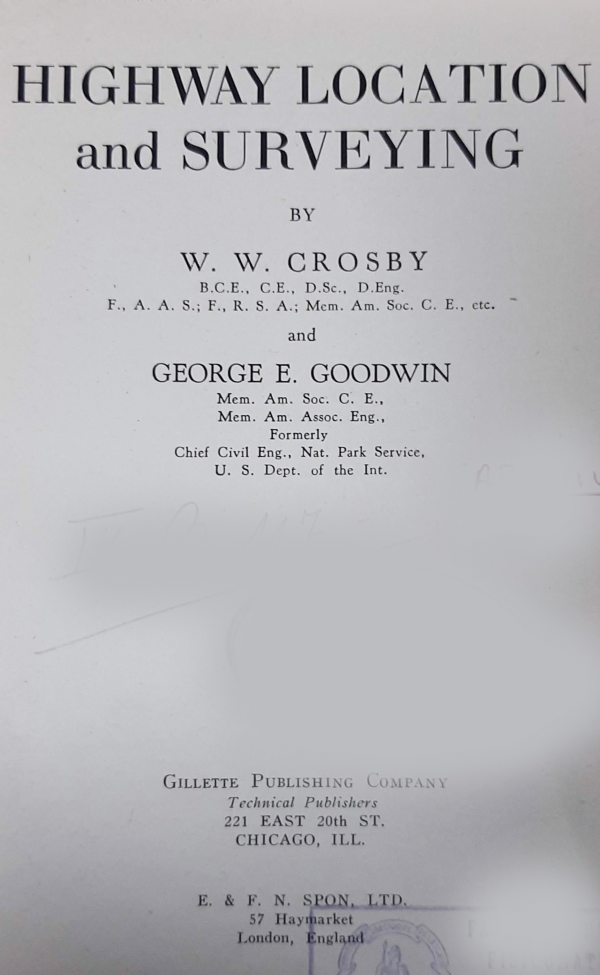 HIGHWAY LOCATION
and SURVEYING
BY
W. W. CROSBY
B.C.E., C.E., D.Sc., D.Eng.
F., A. A. S.; F., R. S. A.; Mem. Am. Soc. C. E., etc.
and
GEORGE E. GOODWIN
Mem. Am. Soc. C. E.,
Mem. Am. Assoc. Eng.,
Formerly
Chief Civil Eng., Nat. Park Service,
U. S. Dept. of the Int.
GILLETTE PUBLISHING COMPANY
Technical Publishers
221 EAST 20th ST.
CHICAGO, ILL.
E. & F. N. SPON, LTD.
57 Haymarket
London, England